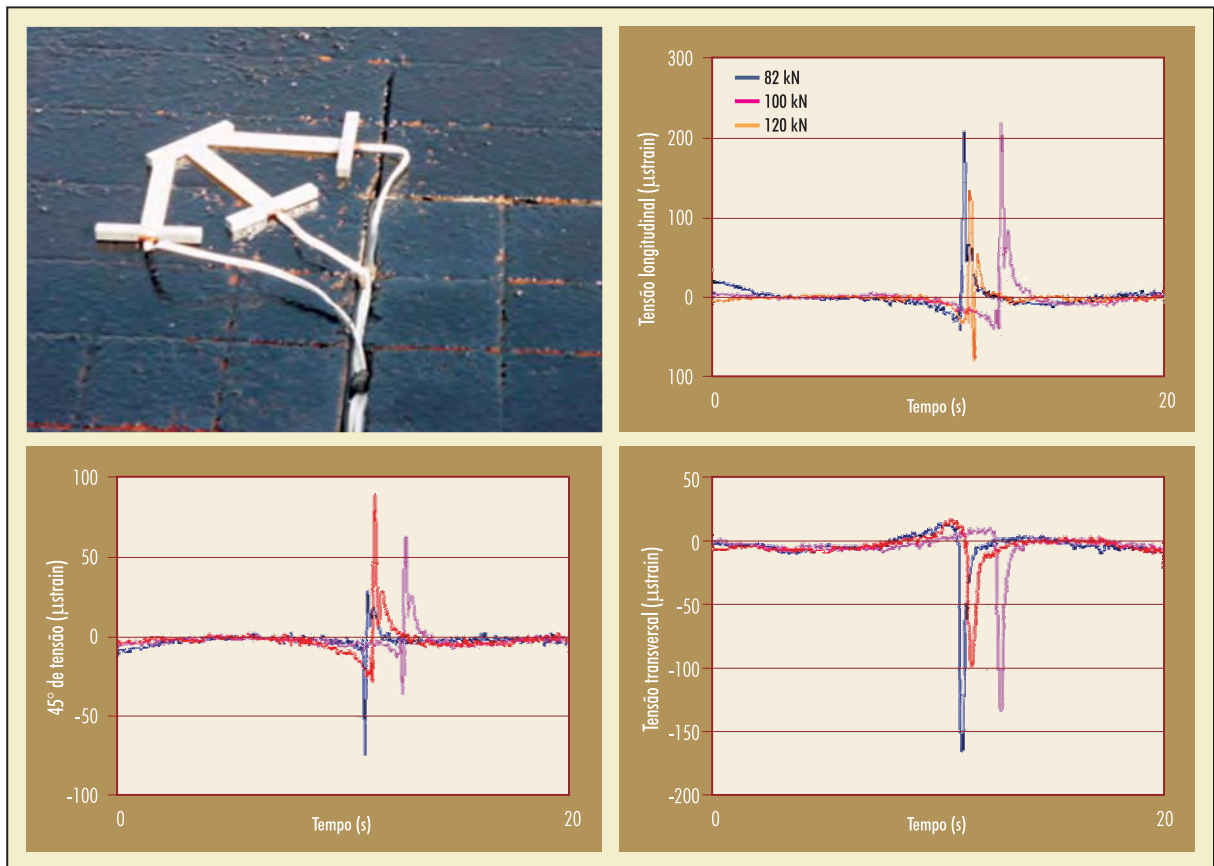 300
200
100
0
100
Tensão longitudinal (µstrain)
82 kN
100 kN
120 kN
0
Tempo (s)
20
100
50
0
-50
-100
45° de tensão (µstrain)
0
Tempo (s)
20
50
0
-50
-100
-150
-200
Tensão transversal (µstrain)
0
Tempo (s)
20